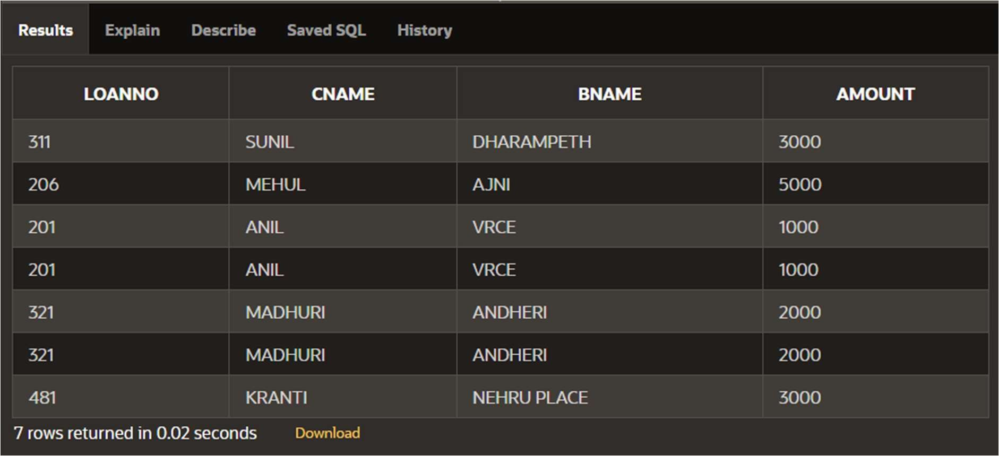 Results Explain Describe Saved SQL History
LOANNO CNAME BNAME AMOUNT
311 SUNIL DHARAMPETH 3000
206 MEHUL AJNI 5000
201 ANIL VRCE 1000
201 ANIL VRCE 1000
321 MADHURI ANDHERI 2000
321 MADHURI ANDHERI 2000
481 KRANTI NEHRU PLACE 3000
7 rows returned in 0.02 seconds Download